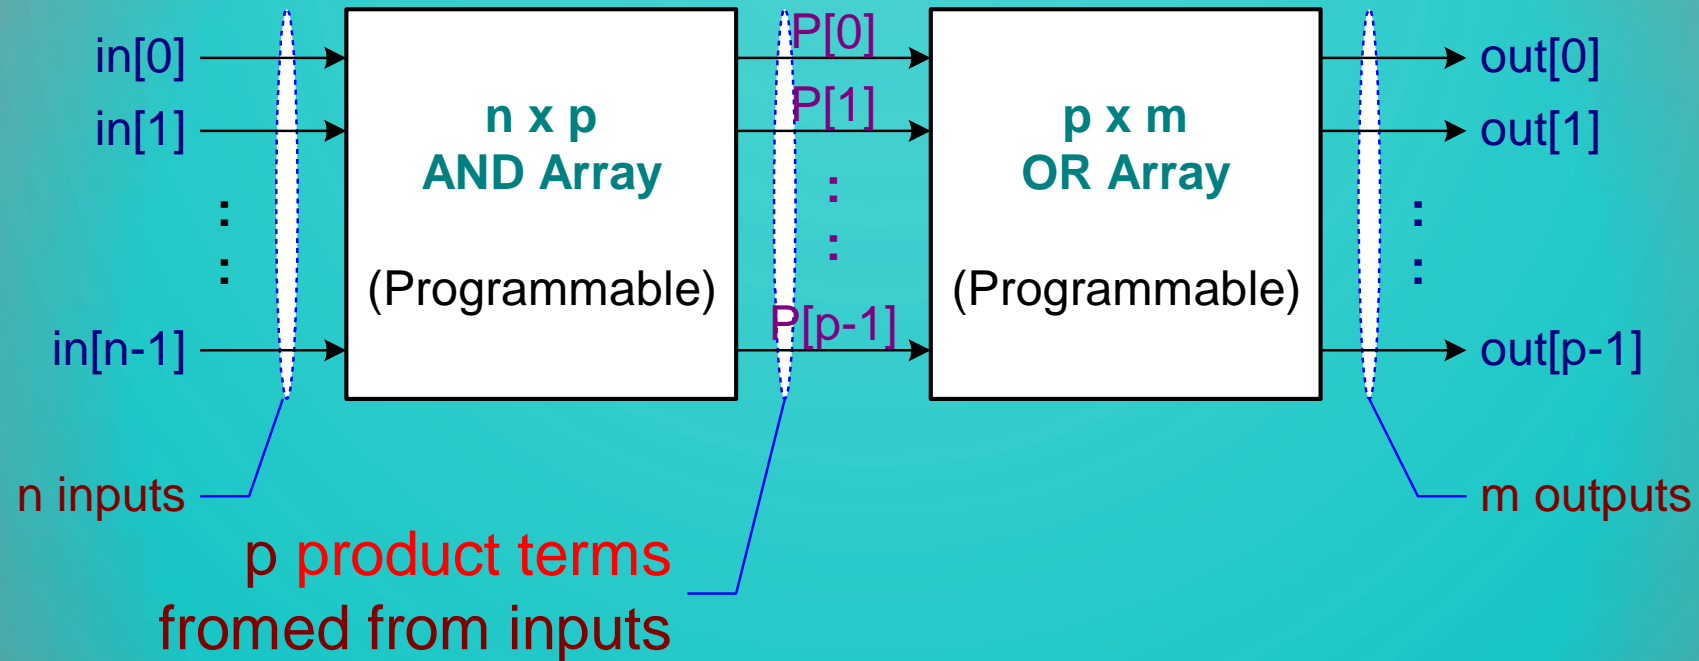 in[0]
in[1]
:
:
in[n-1]
n x p
AND Array
(Programmable)
P[0]
P[1]
:
:
P[p-1]
p x m
OR Array
(Programmable)
out[0]
out[1]
:
:
out[p-1]
n inputs
p product terms
fromed from inputs
m outputs